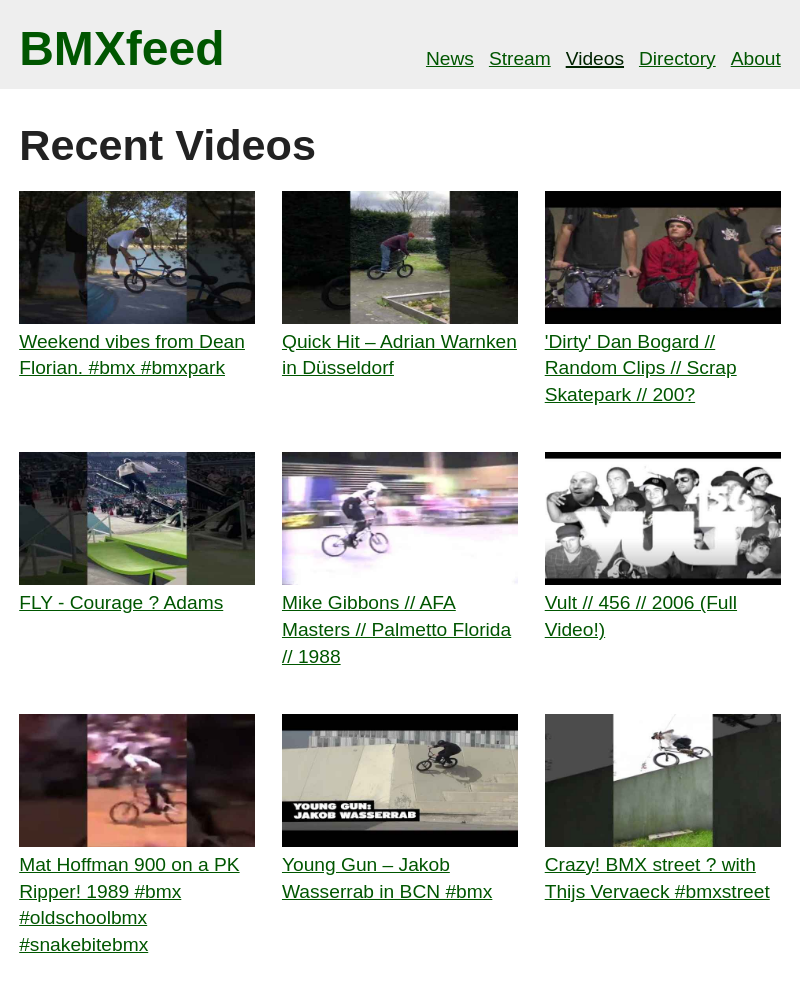 BMXfeed
News Stream Videos Directory About
Recent Videos
Weekend vibes from Dean
Florian. #bmx #bmxpark
Quick Hit – Adrian Warnken
in Düsseldorf
'Dirty' Dan Bogard //
Random Clips // Scrap
Skatepark // 200?
FLY - Courage ? Adams
Mike Gibbons // AFA
Masters // Palmetto Florida
// 1988
456
VULT
Vult // 456 // 2006 (Full
Video!)
Mat Hoffman 900 on a PK
Ripper! 1989 #bmx
#oldschoolbmx
#snakebitebmx
YOUNG GUN:
JAKOB WASSERRAB
Young Gun – Jakob
Wasserrab in BCN #bmx
Crazy! BMX street ? with
Thijs Vervaeck #bmxstreet